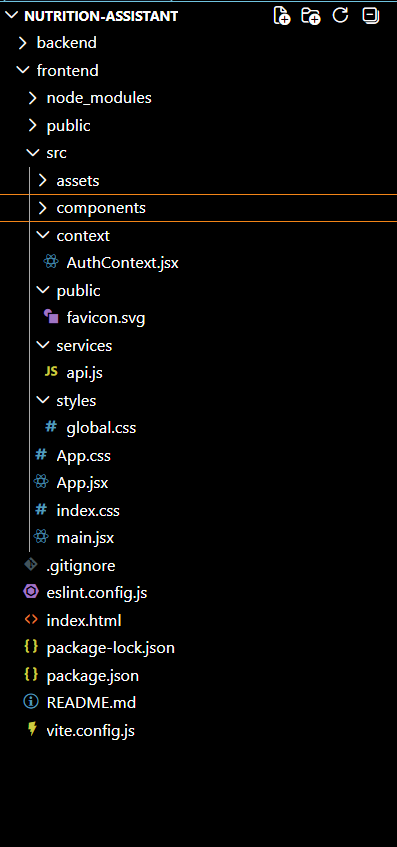 NUTRITION-ASSISTANT
backend
frontend
node_modules
public
src
assets
components
context
AuthContext.jsx
public
favicon.svg
services
JS api.js
styles
# global.css
# App.css
App.jsx
# index.css
main.jsx
.gitignore
eslint.config.js
<> index.html
{ } package-lock.json
{ } package.json
README.md
vite.config.js